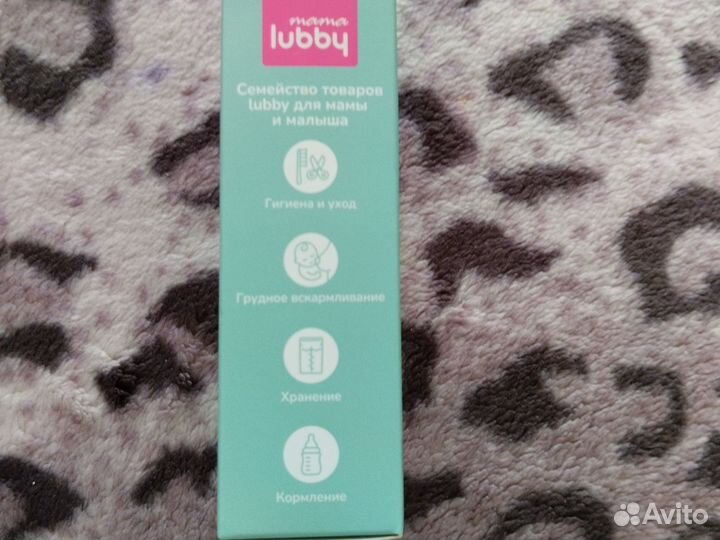 mama
lubby
Семейство товаров
lubby для мамы
и малыша
Гигиена и уход
Грудное вскармливание
Хранение
Кормление
Avito